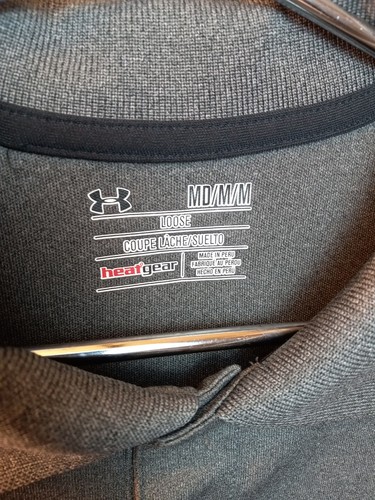 MD/M/M
LOOSE
COUPE LÂCHE/SUELTO
heatgear
MADE IN PERU
FABRIQUÉ AU PÉROU
HECHO EN PERÚ